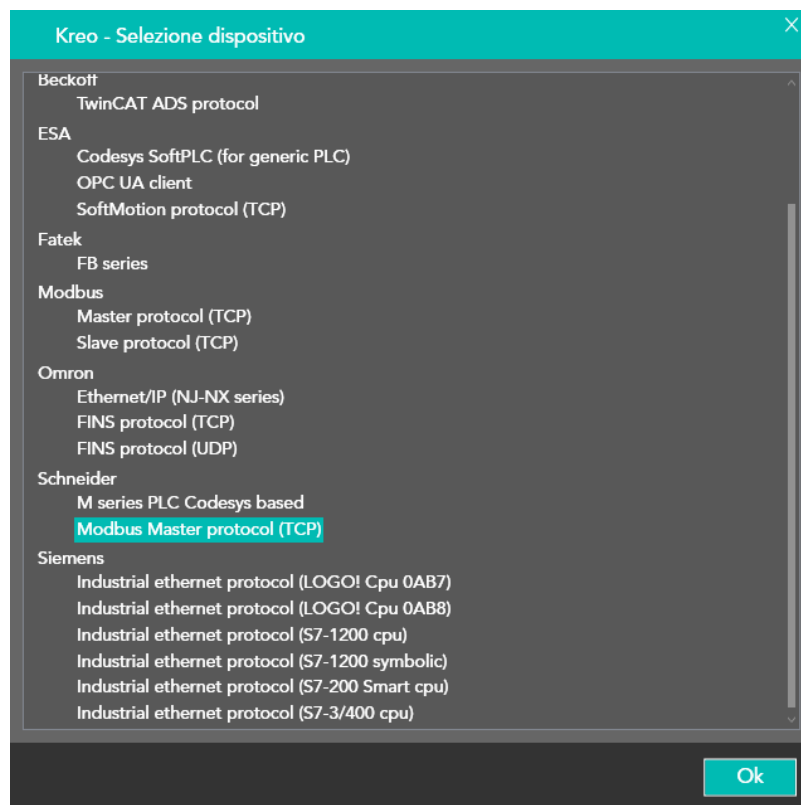 Kreo - Selezione dispositivo
Beckoff
TwinCAT ADS protocol
ESA
Codesys SoftPLC (for generic PLC)
OPC UA client
SoftMotion protocol (TCP)
Fatek
FB series
Modbus
Master protocol (TCP)
Slave protocol (TCP)
Omron
Ethernet/IP (NJ-NX series)
FINS protocol (TCP)
FINS protocol (UDP)
Schneider
M series PLC Codesys based
Modbus Master protocol (TCP)
Siemens
Industrial ethernet protocol (LOGO! Cpu 0AB7)
Industrial ethernet protocol (LOGO! Cpu 0AB8)
Industrial ethernet protocol (S7-1200 cpu)
Industrial ethernet protocol (S7-1200 symbolic)
Industrial ethernet protocol (S7-200 Smart cpu)
Industrial ethernet protocol (S7-3/400 cpu)
Ok